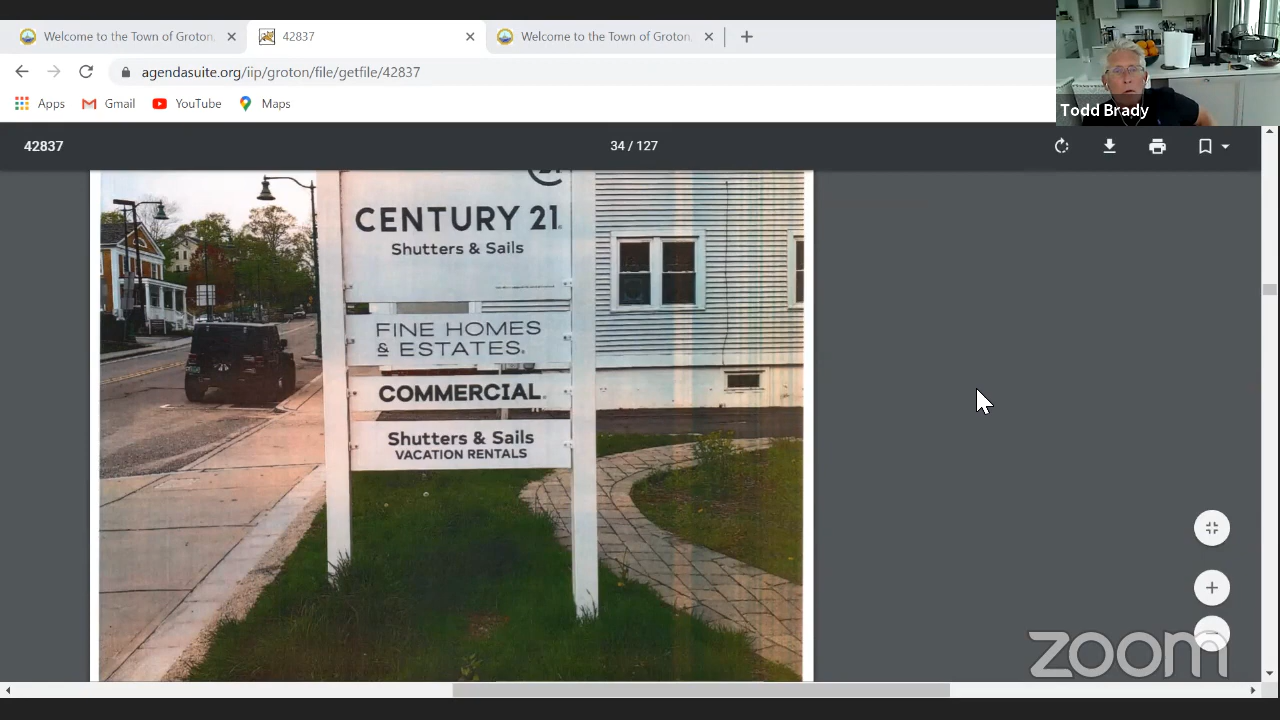 Welcome to the Town of Groton,
42837
Welcome to the Town of Groton,
agendasuite.org/iip/groton/file/getfile/42837
Apps
Gmail
YouTube
Maps
Todd Brady
42837
34 / 127
21
CENTURY 21®
Shutters & Sails
FINE HOMES
& ESTATES®
COMMERCIAL®
Shutters & Sails
VACATION RENTALS
zoom